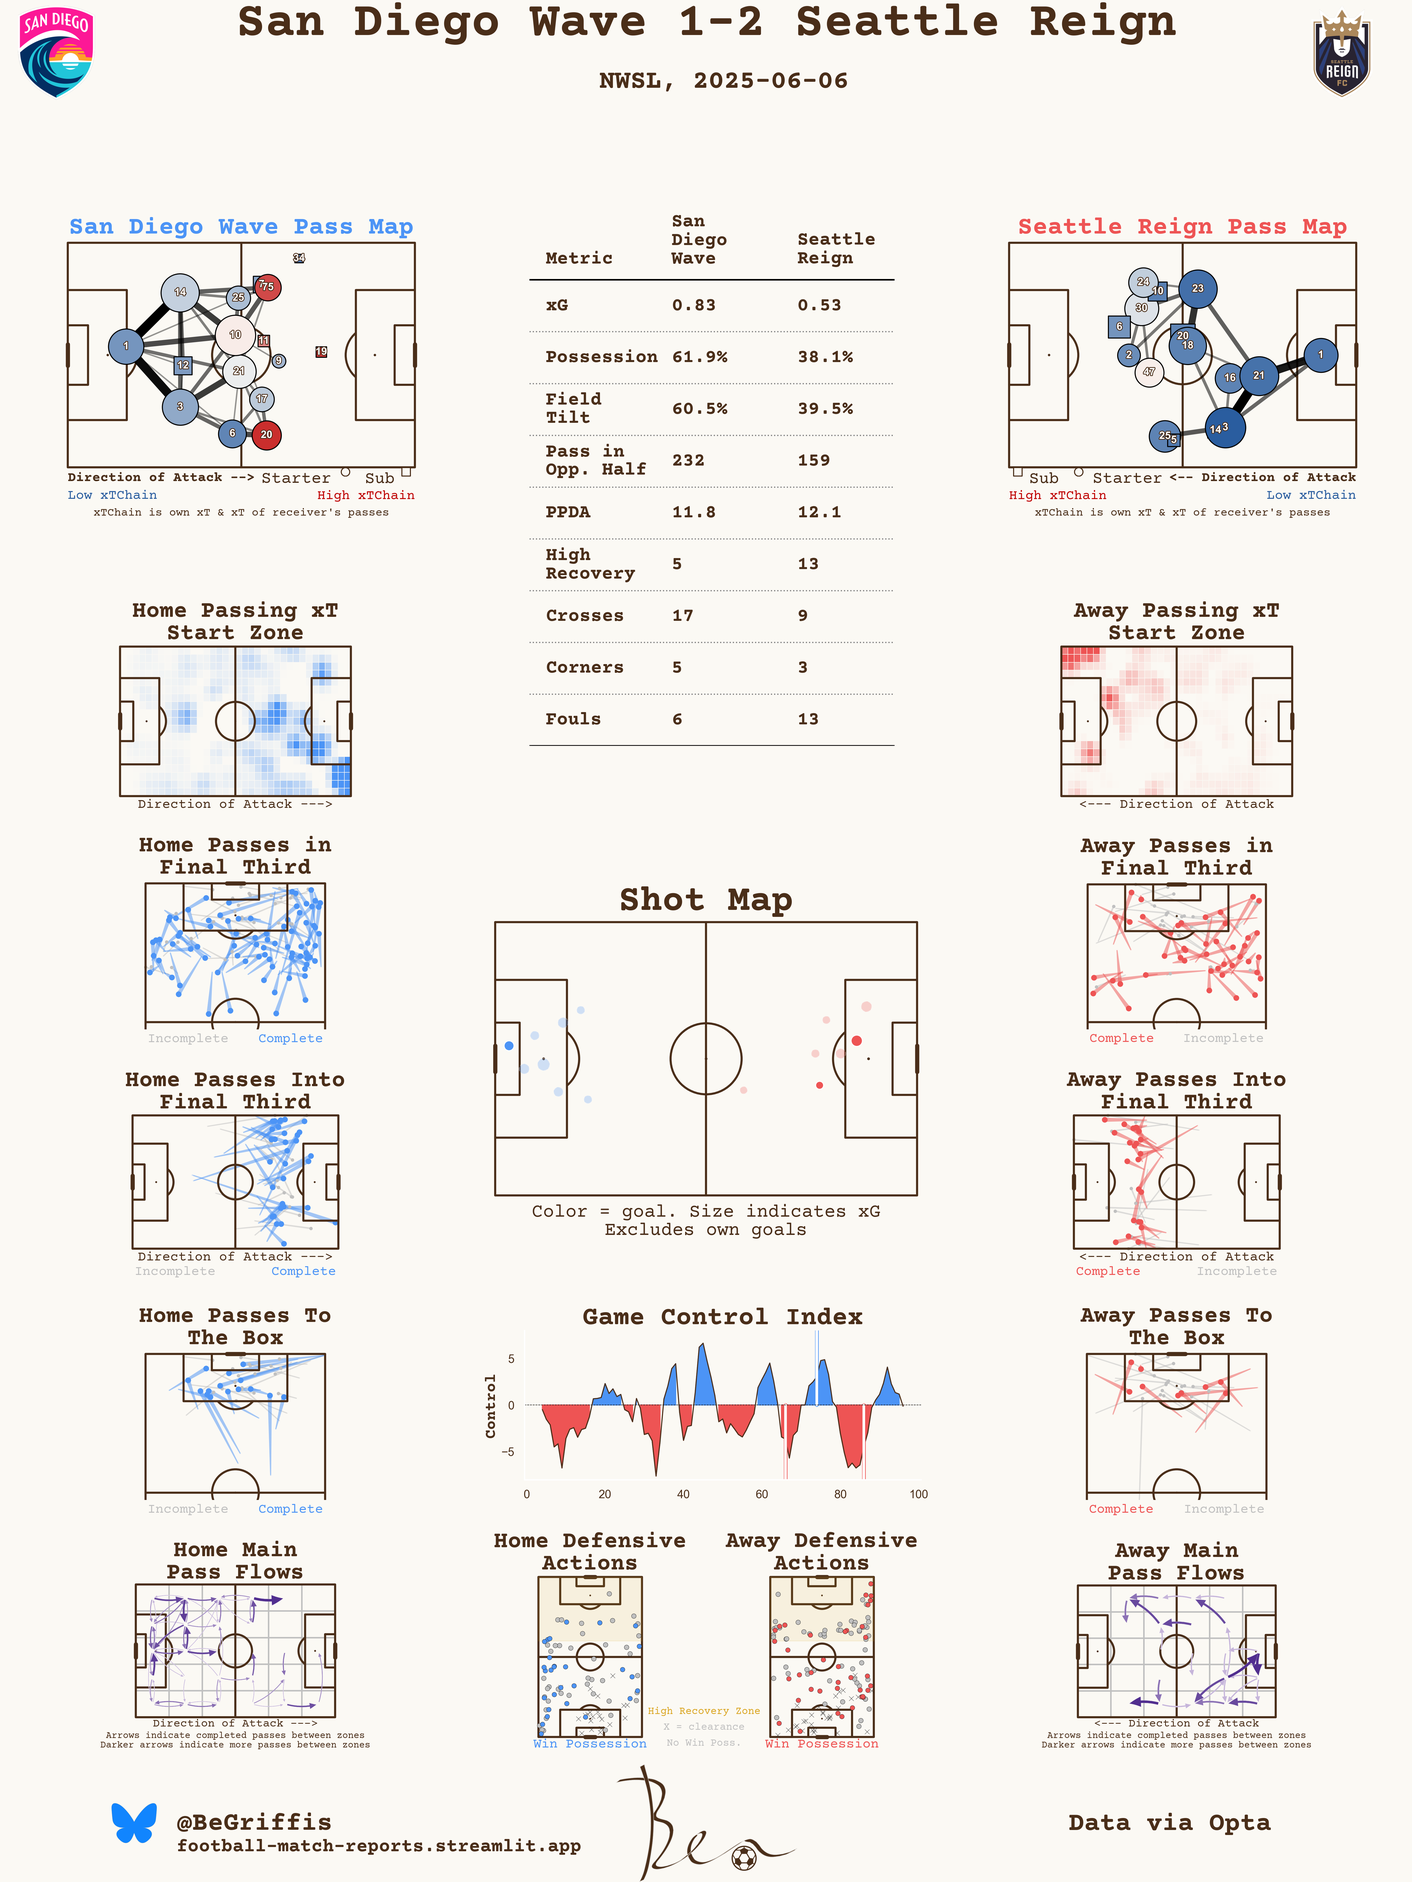 San Diego Wave 1-2 Seattle Reign
NWSL, 2025-06-06
SAN DIEGO
SEATTLE
REIGN
FC
San Diego Wave Pass Map
34
14
25
7
75
1
10
11
19
12
21
9
3
17
6
20
Direction of Attack --> Starter Sub
Low xTChain High xTChain
xTChain is own xT & xT of receiver's passes
Metric San Diego Wave Seattle Reign
xG 0.83 0.53
Possession 61.9% 38.1%
Field Tilt 60.5% 39.5%
Pass in Opp. Half 232 159
PPDA 11.8 12.1
High Recovery 5 13
Crosses 17 9
Corners 5 3
Fouls 6 13
Seattle Reign Pass Map
24
10
23
30
6
20
18
2
47
16
21
1
25
5
14
3
Sub Starter <-- Direction of Attack
High xTChain Low xTChain
xTChain is own xT & xT of receiver's passes
Home Passing xT
Start Zone
Direction of Attack --->
Away Passing xT
Start Zone
<--- Direction of Attack
Home Passes in
Final Third
Incomplete Complete
Shot Map
Color = goal. Size indicates xG
Excludes own goals
Away Passes in
Final Third
Complete Incomplete
Home Passes Into
Final Third
Direction of Attack --->
Incomplete Complete
Away Passes Into
Final Third
<--- Direction of Attack
Complete Incomplete
Home Passes To
The Box
Incomplete Complete
Game Control Index
Control
5
0
−5
0 20 40 60 80 100
Away Passes To
The Box
Complete Incomplete
Home Main
Pass Flows
Direction of Attack --->
Arrows indicate completed passes between zones
Darker arrows indicate more passes between zones
Home Defensive
Actions
Win Possession
Away Defensive
Actions
Win Possession
High Recovery Zone
X = clearance
No Win Poss.
Away Main
Pass Flows
<--- Direction of Attack
Arrows indicate completed passes between zones
Darker arrows indicate more passes between zones
@BeGriffis
football-match-reports.streamlit.app
Ben
Data via Opta